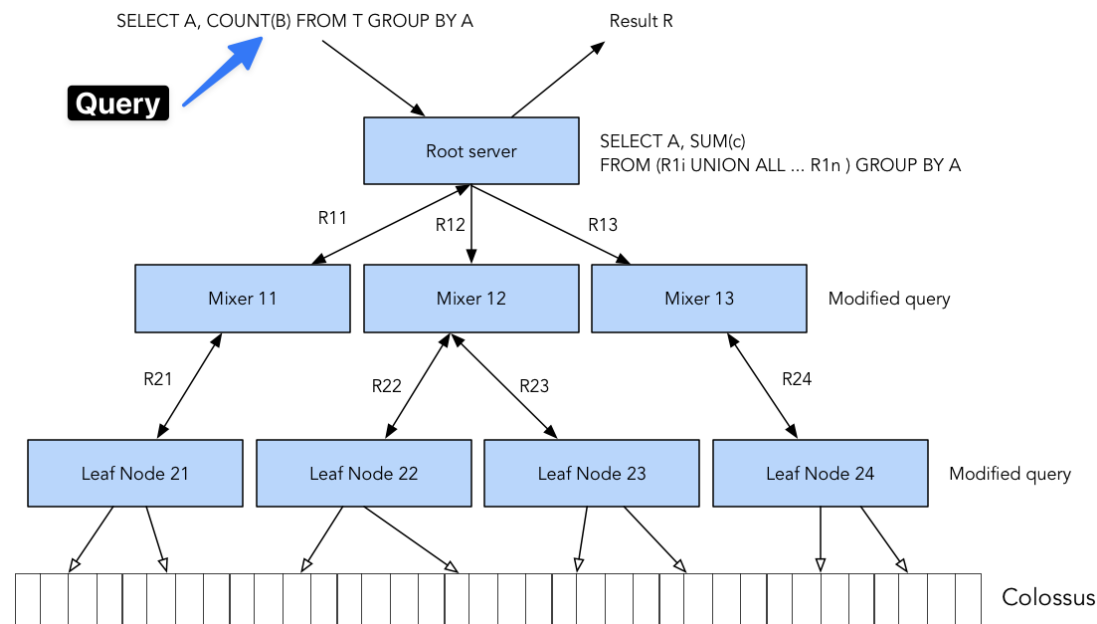 SELECT A, COUNT(B) FROM T GROUP BY A
Result R
Query
Root server
SELECT A, SUM(c)
FROM (R1i UNION ALL ... R1n ) GROUP BY A
R11
R12
R13
Mixer 11
Mixer 12
Mixer 13
Modified query
R21
R22
R23
R24
Leaf Node 21
Leaf Node 22
Leaf Node 23
Leaf Node 24
Modified query
Colossus